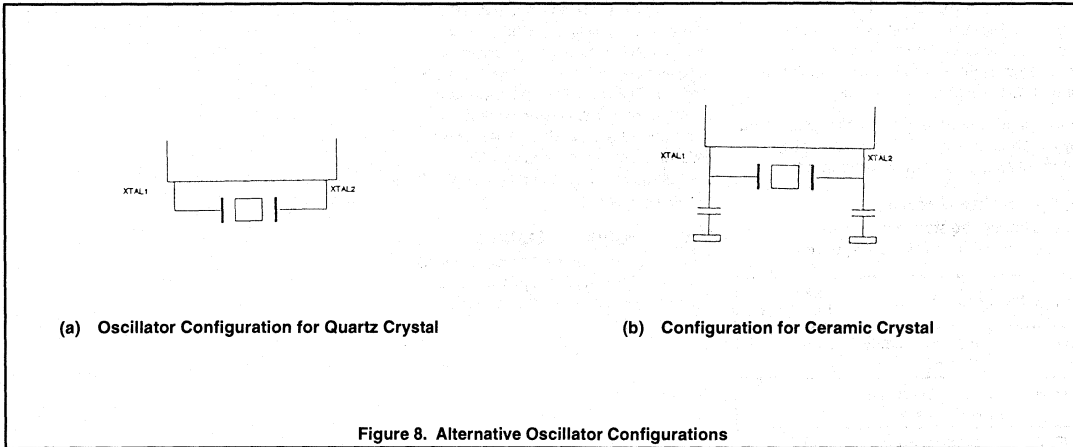 XTAL1
XTAL2
XTAL1
XTAL2
(a) Oscillator Configuration for Quartz Crystal
(b) Configuration for Ceramic Crystal
Figure 8. Alternative Oscillator Configurations